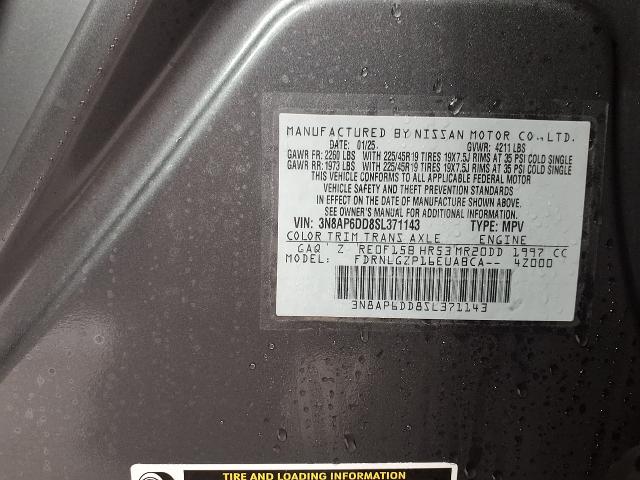 MANUFACTURED BY NISSAN MOTOR CO., LTD.
DATE: 01/25 GVWR: 4211 LBS
GAWR FR: 2260 LBS WITH 225/45R19 TIRES 19X7.5J RIMS AT 35 PSI COLD SINGLE
GAWR RR: 1973 LBS WITH 225/45R19 TIRES 19X7.5J RIMS AT 35 PSI COLD SINGLE
THIS VEHICLE CONFORMS TO ALL APPLICABLE FEDERAL MOTOR
VEHICLE SAFETY AND THEFT PREVENTION STANDARDS
IN EFFECT ON THE DATE OF MANUFACTURE SHOWN ABOVE.
SEE OWNER'S MANUAL FOR ADDITIONAL INFORMATION.
VIN: 3N8AP6DD8SL371143 TYPE: MPV
COLOR TRIM TRANS AXLE ENGINE
GAQ Z RE0F15B HR53 MR20DD 1997 CC
MODEL: FDRNLGZP16EUABCA-- 4Z000
3N8AP6DD8SL371143
TIRE AND LOADING INFORMATION